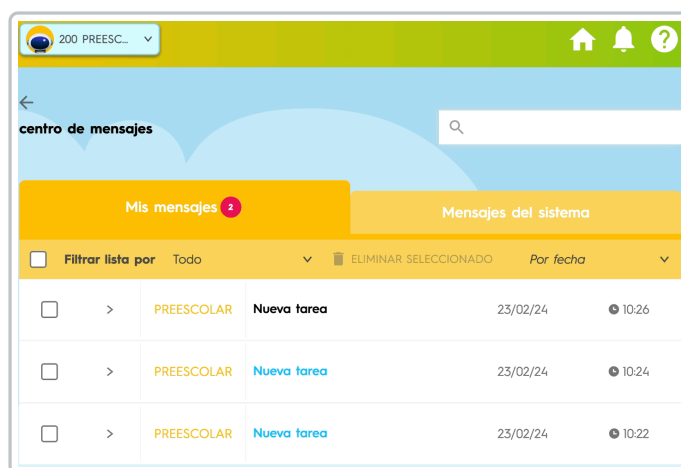 200 PREESC...
?
centro de mensajes
Mis mensajes 2
Mensajes del sistema
Filtrar lista por Todo ELIMINAR SELECCIONADO Por fecha
> PREESCOLAR Nueva tarea 23/02/24 10:26
> PREESCOLAR Nueva tarea 23/02/24 10:24
> PREESCOLAR Nueva tarea 23/02/24 10:22